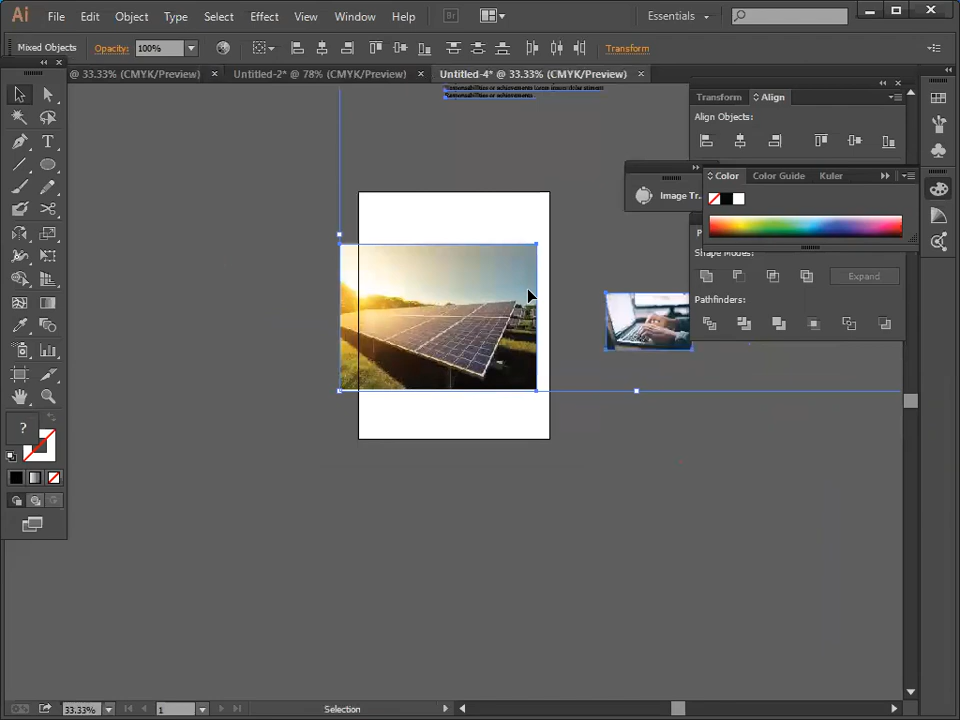 Ai File Edit Object Type Select Effect View Window Help Br Essentials
Mixed Objects Opacity: 100% Transform
@ 33.33% (CMYK/Preview) × Untitled-2* @ 78% (CMYK/Preview) × Untitled-4* @ 33.33% (CMYK/Preview) ×
Transform Align
Align Objects:
Color Color Guide Kuler
Image Tr...
P
Shape Modes:
Expand
Pathfinders:
?
33.33% 1 Selection